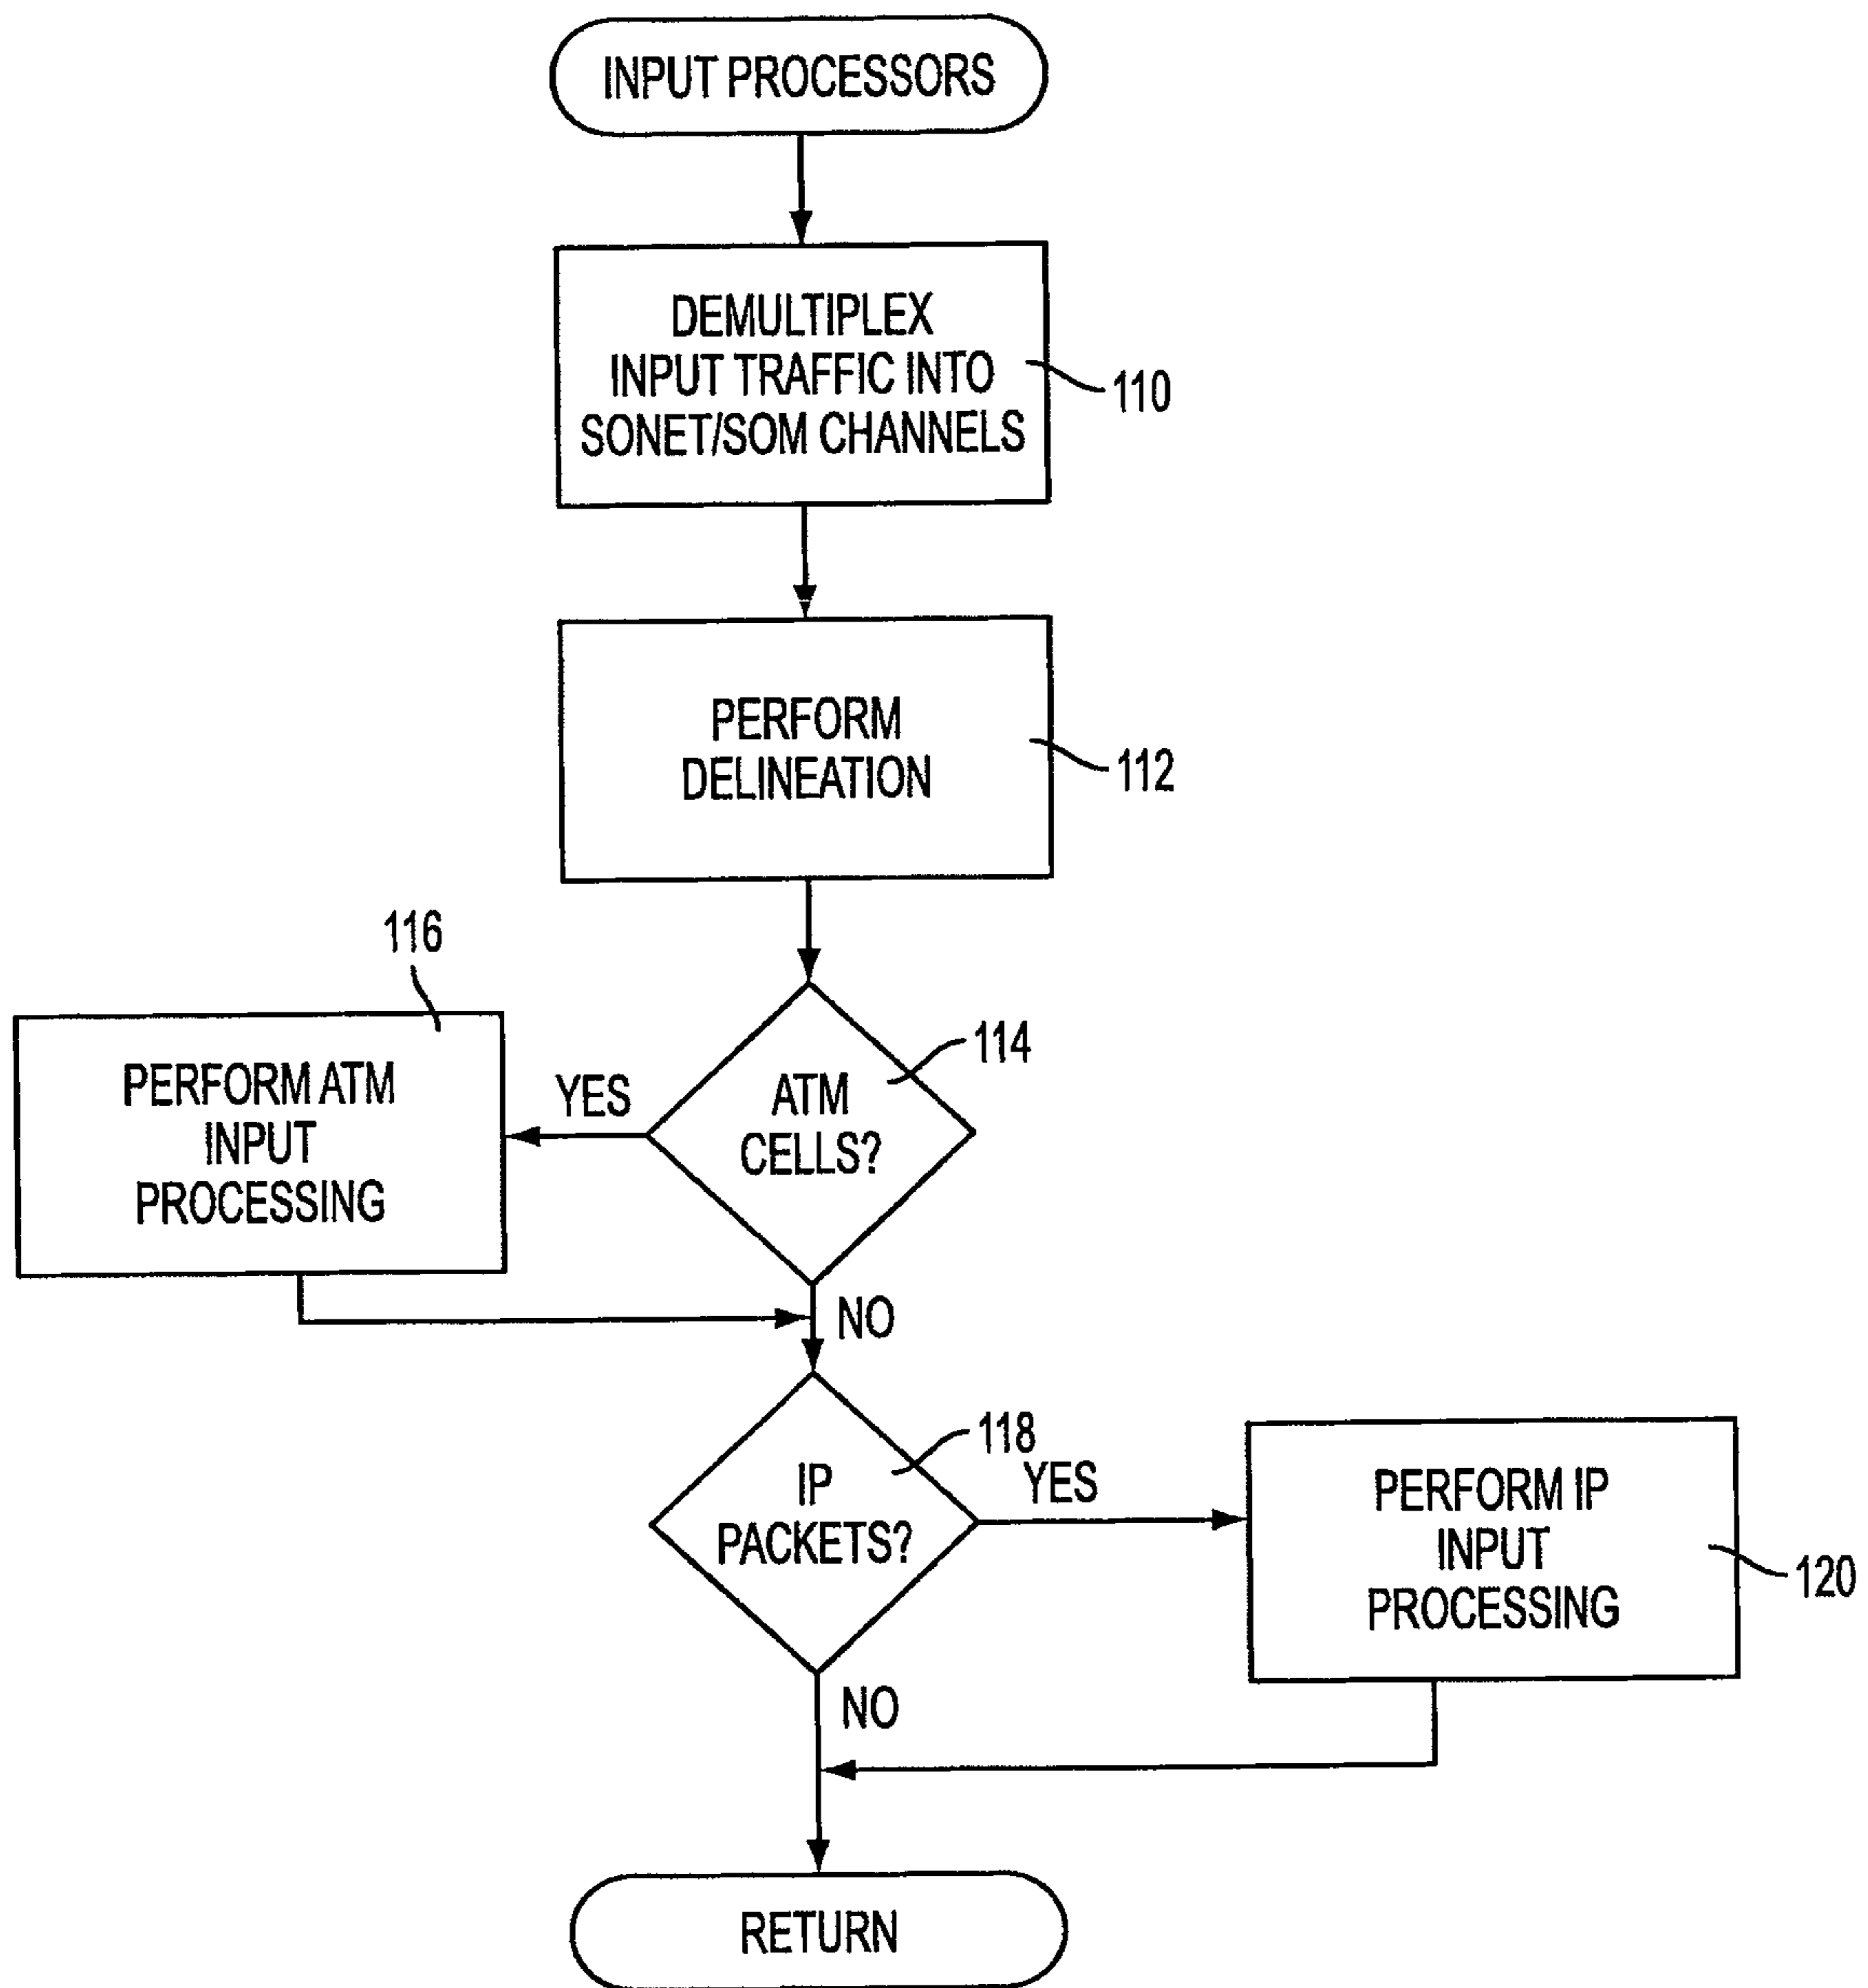 INPUT PROCESSORS
DEMULTIPLEX
INPUT TRAFFIC INTO
SONET/SOM CHANNELS
110
PERFORM
DELINEATION
112
116
PERFORM ATM
INPUT
PROCESSING
YES
ATM
CELLS?
114
NO
IP
PACKETS?
118
YES
PERFORM IP
INPUT
PROCESSING
120
NO
RETURN